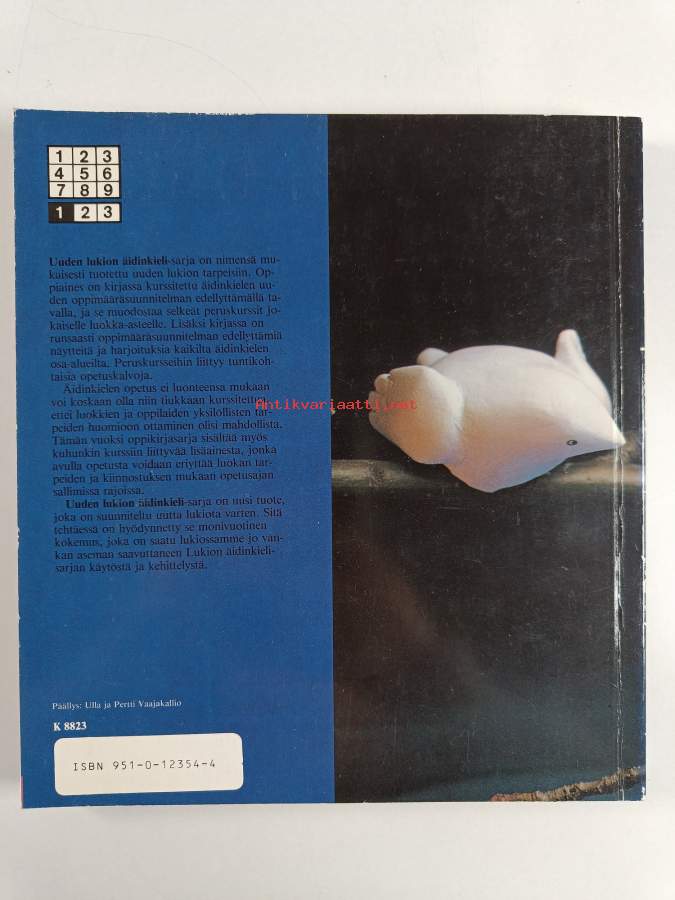 1 2 3
4 5 6
7 8 9
1 2 3
Uuden lukion äidinkieli-sarja on nimensä mu-
kaisesti tuotettu uuden lukion tarpeisiin. Op-
piaines on kirjassa kurssitettu äidinkielen uu-
den oppimääräsuunnitelman edellyttämällä ta-
valla, ja se muodostaa selkeät peruskurssit jo-
kaiselle luokka-asteelle. Lisäksi kirjassa on
runsaasti oppimääräsuunnitelman edellyttämiä
näytteitä ja harjoituksia kaikilta äidinkielen
osa-alueilta. Peruskursseihin liittyy tuntikoh-
taisia opetuskalvoja.
Äidinkielen opetus ei luonteensa mukaan
voi koskaan olla niin tiukkaan kurssitettua,
ettei luokkien ja oppilaiden yksilöllisten tar-
peiden huomioon ottaminen olisi mahdollista.
Tämän vuoksi oppikirjasarja sisältää myös
kuhunkin kurssiin liittyvää lisäainesta, jonka
avulla opetusta voidaan eriyttää luokan tar-
peiden ja kiinnostuksen mukaan opetusajan
sallimissa rajoissa.
Uuden lukion äidinkieli-sarja on uusi tuote,
joka on suunniteltu uutta lukiota varten. Sitä
tehtäessä on hyödynnetty se monivuotinen
kokemus, joka on saatu lukiossamme jo van-
kan aseman saavuttaneen Lukion äidinkieli-
sarjan käytöstä ja kehittelystä.
Antikvariaatti.net
Päällys: Ulla ja Pertti Vaajakallio
K 8823
ISBN 951-0-12354-4